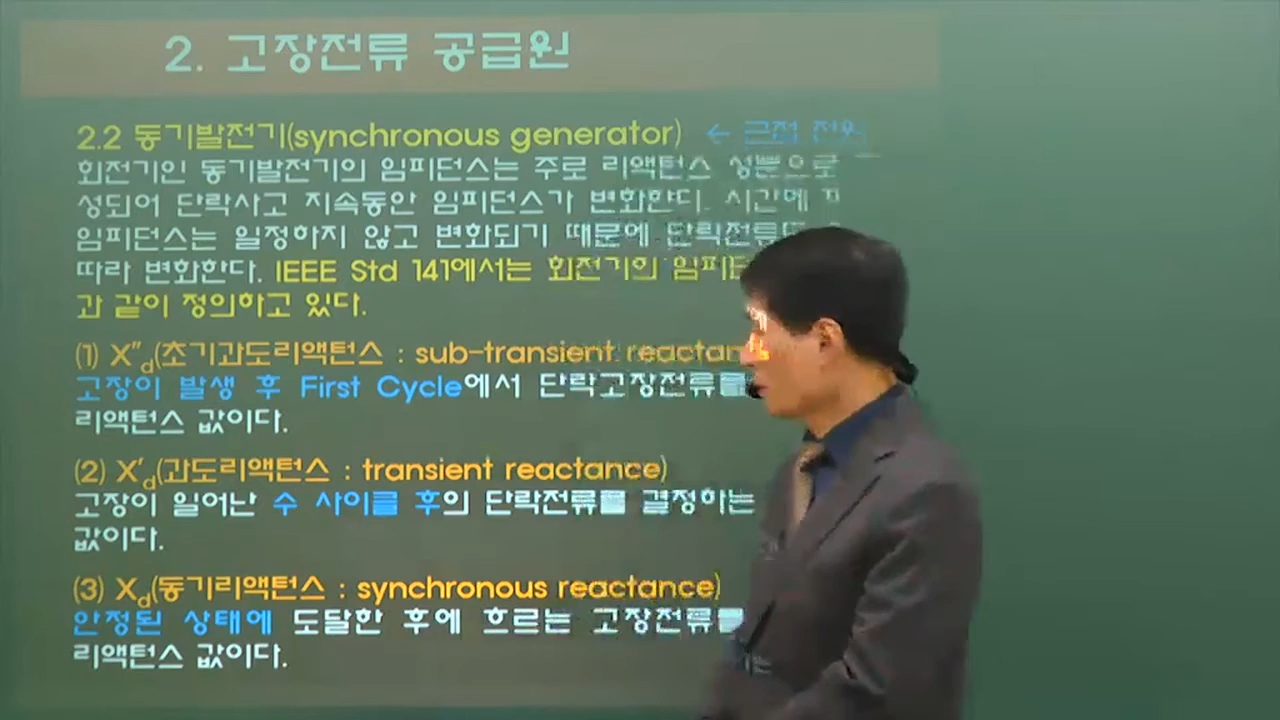 2. 고장전류 공급원
2.2 동기발전기(synchronous generator) ← 근접 전원
회전기인 동기발전기의 임피던스는 주로 리액턴스 성분으로
성되어 단락사고 지속동안 임피던스가 변화한다. 시간에
임피던스는 일정하지 않고 변화되기 때문에 단락전류
따라 변화한다. IEEE Std 141에서는 회전기의
과 같이 정의하고 있다.
(1) X"d(초기과도리액턴스 : sub-transient
고장이 발생 후 First Cycle에서 단락고장전류를
리액턴스 값이다.
(2) X'd(과도리액턴스 : transient reactance)
고장이 일어난 수 사이클 후의 단락전류를 결정하는
값이다.
(3) Xd(동기리액턴스 : synchronous reactance)
안정된 상태에 도달한 후에 흐르는 고장전류를
리액턴스 값이다.